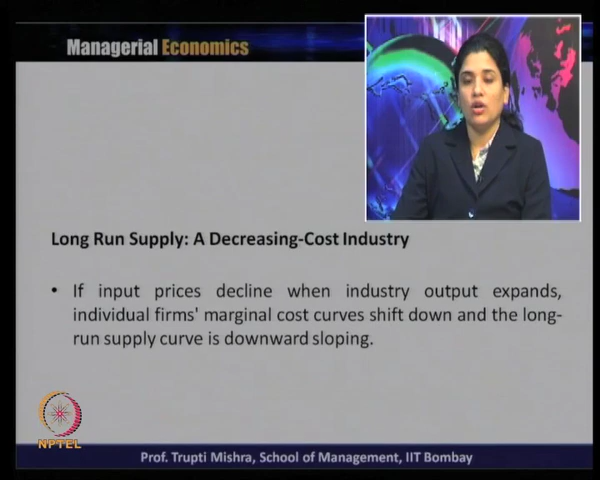 Managerial Economics
Long Run Supply: A Decreasing-Cost Industry
• If input prices decline when industry output expands,
individual firms' marginal cost curves shift down and the long-
run supply curve is downward sloping.
NPTEL
Prof. Trupti Mishra, School of Management, IIT Bombay